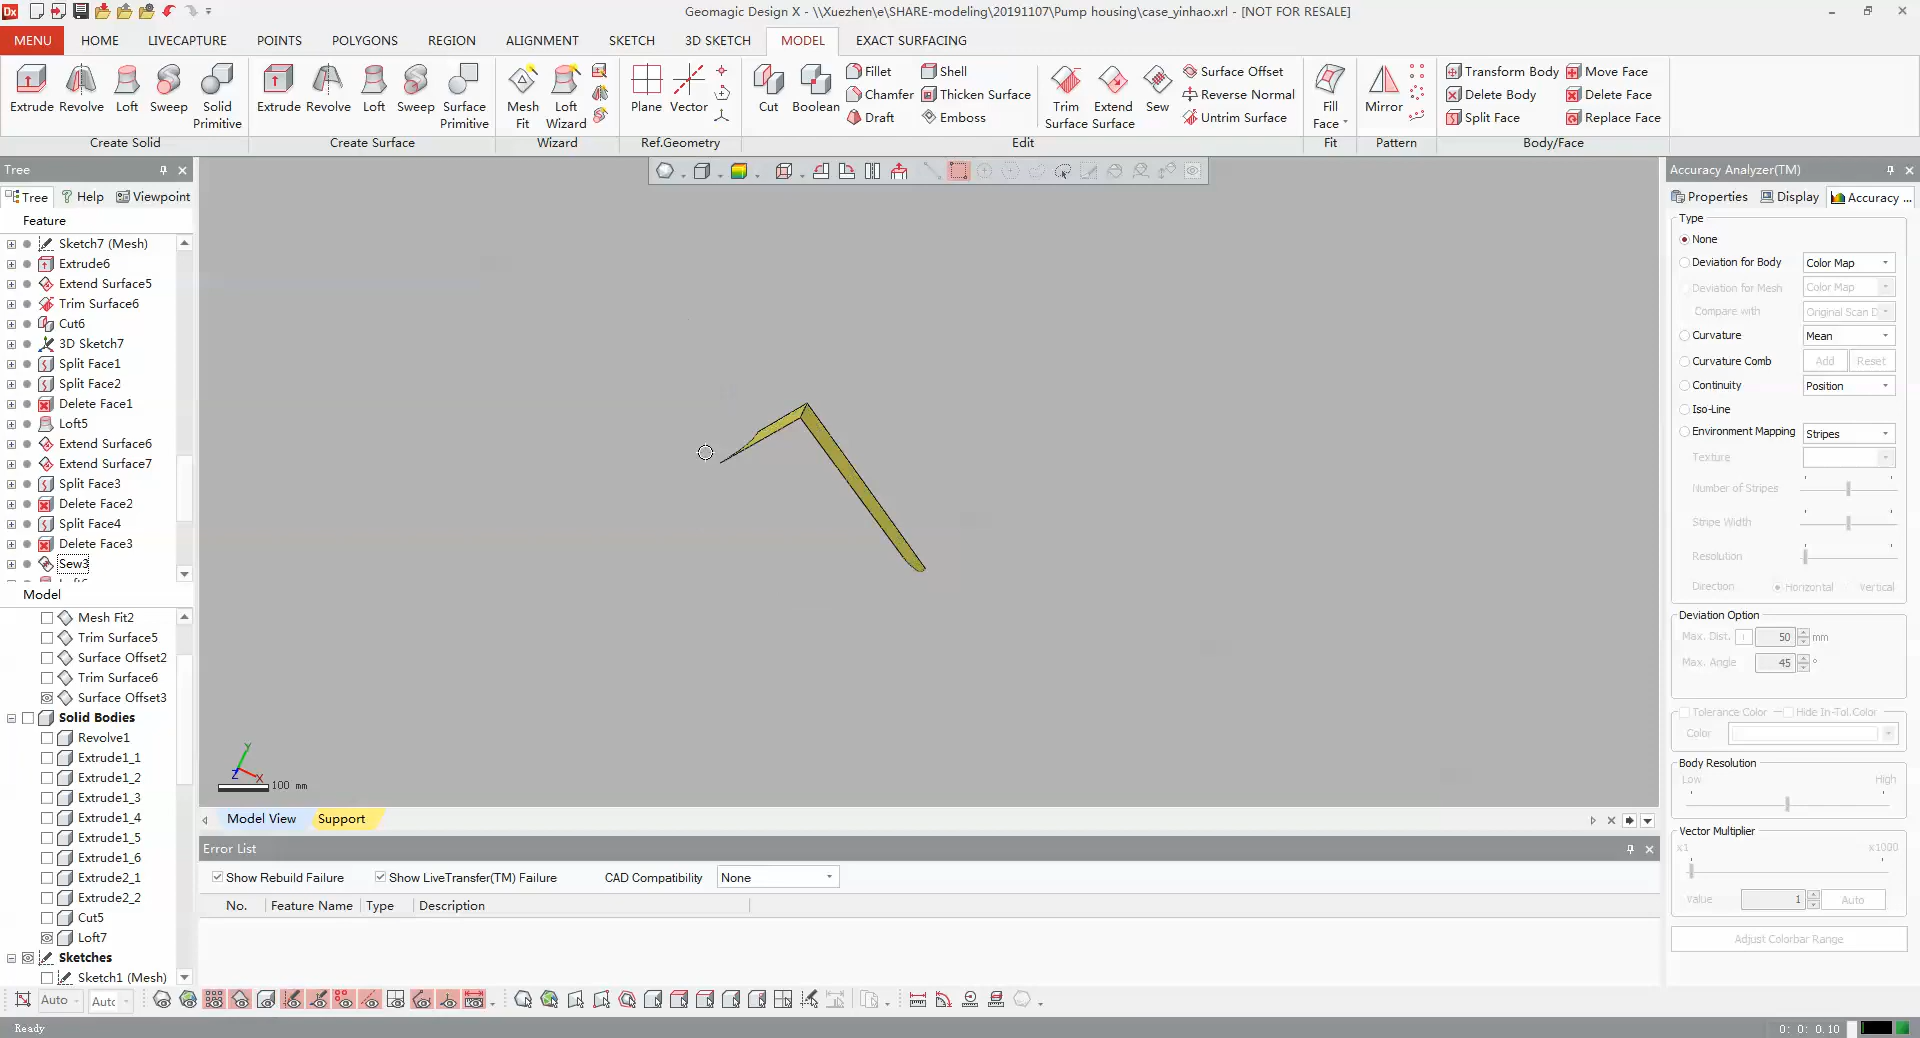 Dx
Geomagic Design X - \\Xuezhen\e\SHARE-modeling\20191107\Pump housing\case_yinhao.xrl - [NOT FOR RESALE]
MENU HOME LIVECAPTURE POINTS POLYGONS REGION ALIGNMENT SKETCH 3D SKETCH MODEL EXACT SURFACING
Extrude Revolve Loft Sweep Solid Primitive
Create Solid
Extrude Revolve Loft Sweep Surface Primitive
Create Surface
Mesh Fit Loft Wizard
Wizard
Plane Vector
Ref.Geometry
Cut Boolean
Fillet Shell
Chamfer Thicken Surface
Draft Emboss
Trim Surface Extend Surface Sew
Surface Offset
Reverse Normal
Untrim Surface
Edit
Fill Face
Fit
Mirror
Pattern
Transform Body Move Face
Delete Body Delete Face
Split Face Replace Face
Body/Face
Tree
Tree Help Viewpoint
Feature
Sketch7 (Mesh)
Extrude6
Extend Surface5
Trim Surface6
Cut6
3D Sketch7
Split Face1
Split Face2
Delete Face1
Loft5
Extend Surface6
Extend Surface7
Split Face3
Delete Face2
Split Face4
Delete Face3
Sew3
Model
Mesh Fit2
Trim Surface5
Surface Offset2
Trim Surface6
Surface Offset3
Solid Bodies
Revolve1
Extrude1_1
Extrude1_2
Extrude1_3
Extrude1_4
Extrude1_5
Extrude1_6
Extrude2_1
Extrude2_2
Cut5
Loft7
Sketches
Sketch1 (Mesh)
Y
Z X
100 mm
Model View Support
Error List
Show Rebuild Failure Show LiveTransfer(TM) Failure CAD Compatibility None
No. Feature Name Type Description
Accuracy Analyzer(TM)
Properties Display Accuracy ...
Type
None
Deviation for Body Color Map
Deviation for Mesh Color Map
Compare with Original Scan D
Curvature Mean
Curvature Comb Add Reset
Continuity Position
Iso-Line
Environment Mapping Stripes
Texture
Number of Stripes
Stripe Width
Resolution
Direction Horizontal Vertical
Deviation Option
Max. Dist. 50 mm
Max. Angle 45 °
Tolerance Color Hide In-Tol.Color
Color
Body Resolution
Low High
Vector Multiplier
x1 x1000
Value 1 Auto
Adjust Colorbar Range
Auto Autc
Ready
0: 0: 0.10